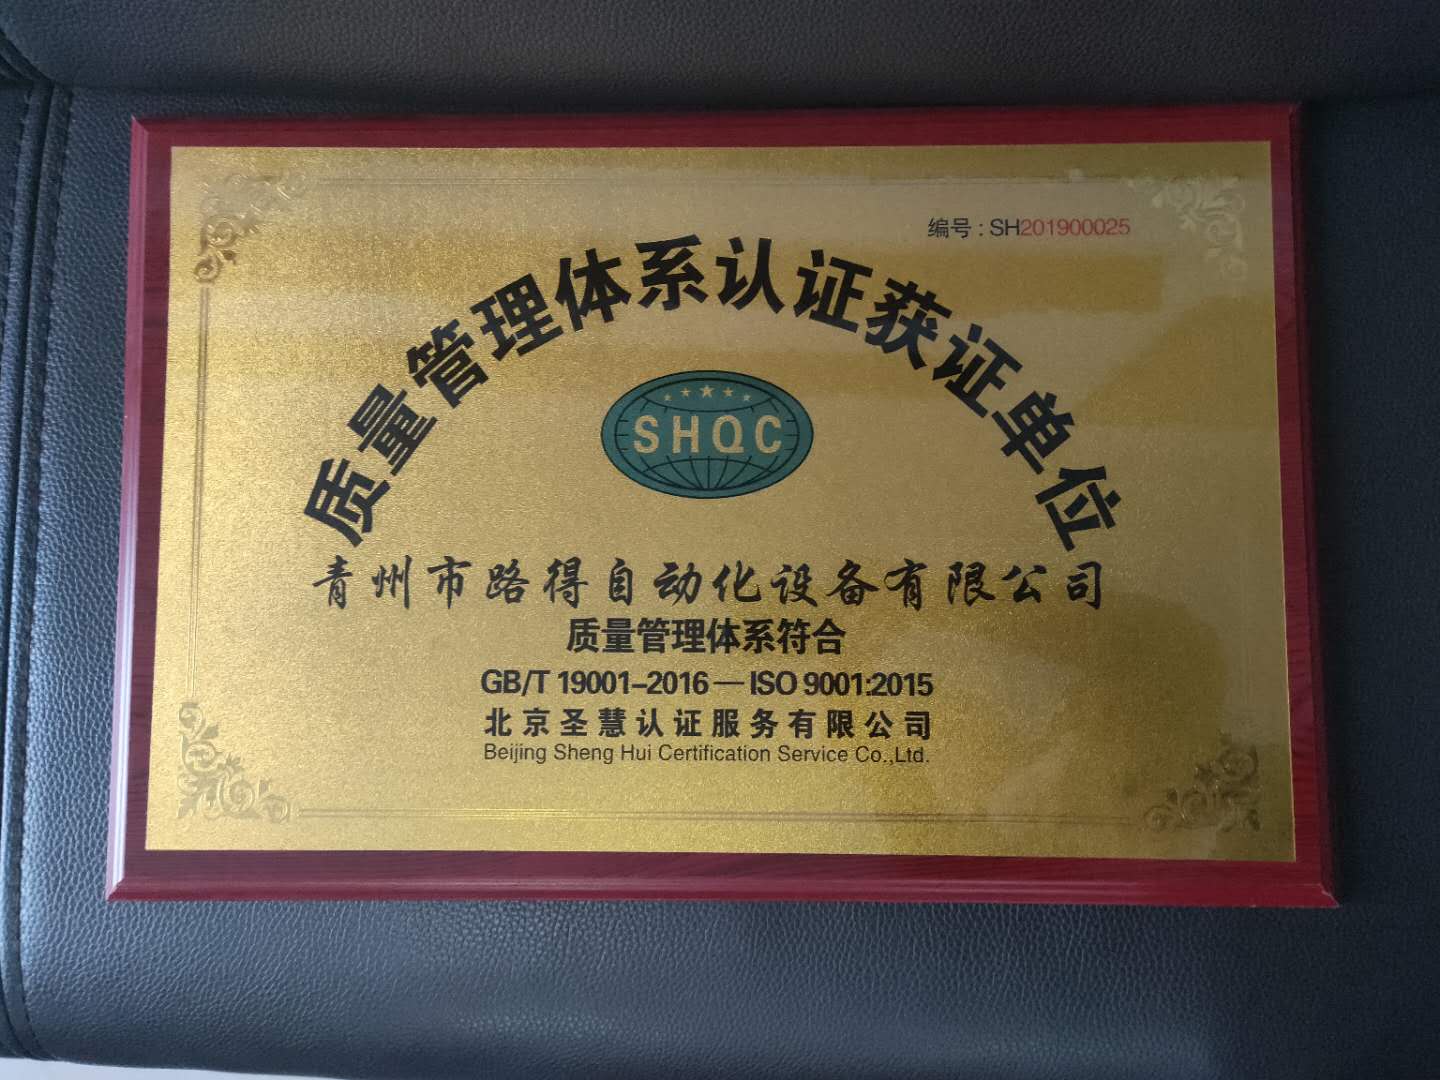 编号：SH201900025
质量管理体系认证获证单位
SHQC
青州市路得自动化设备有限公司
质量管理体系符合
GB/T 19001-2016—ISO 9001:2015
北京圣慧认证服务有限公司
Beijing Sheng Hui Certification Service Co.,Ltd.